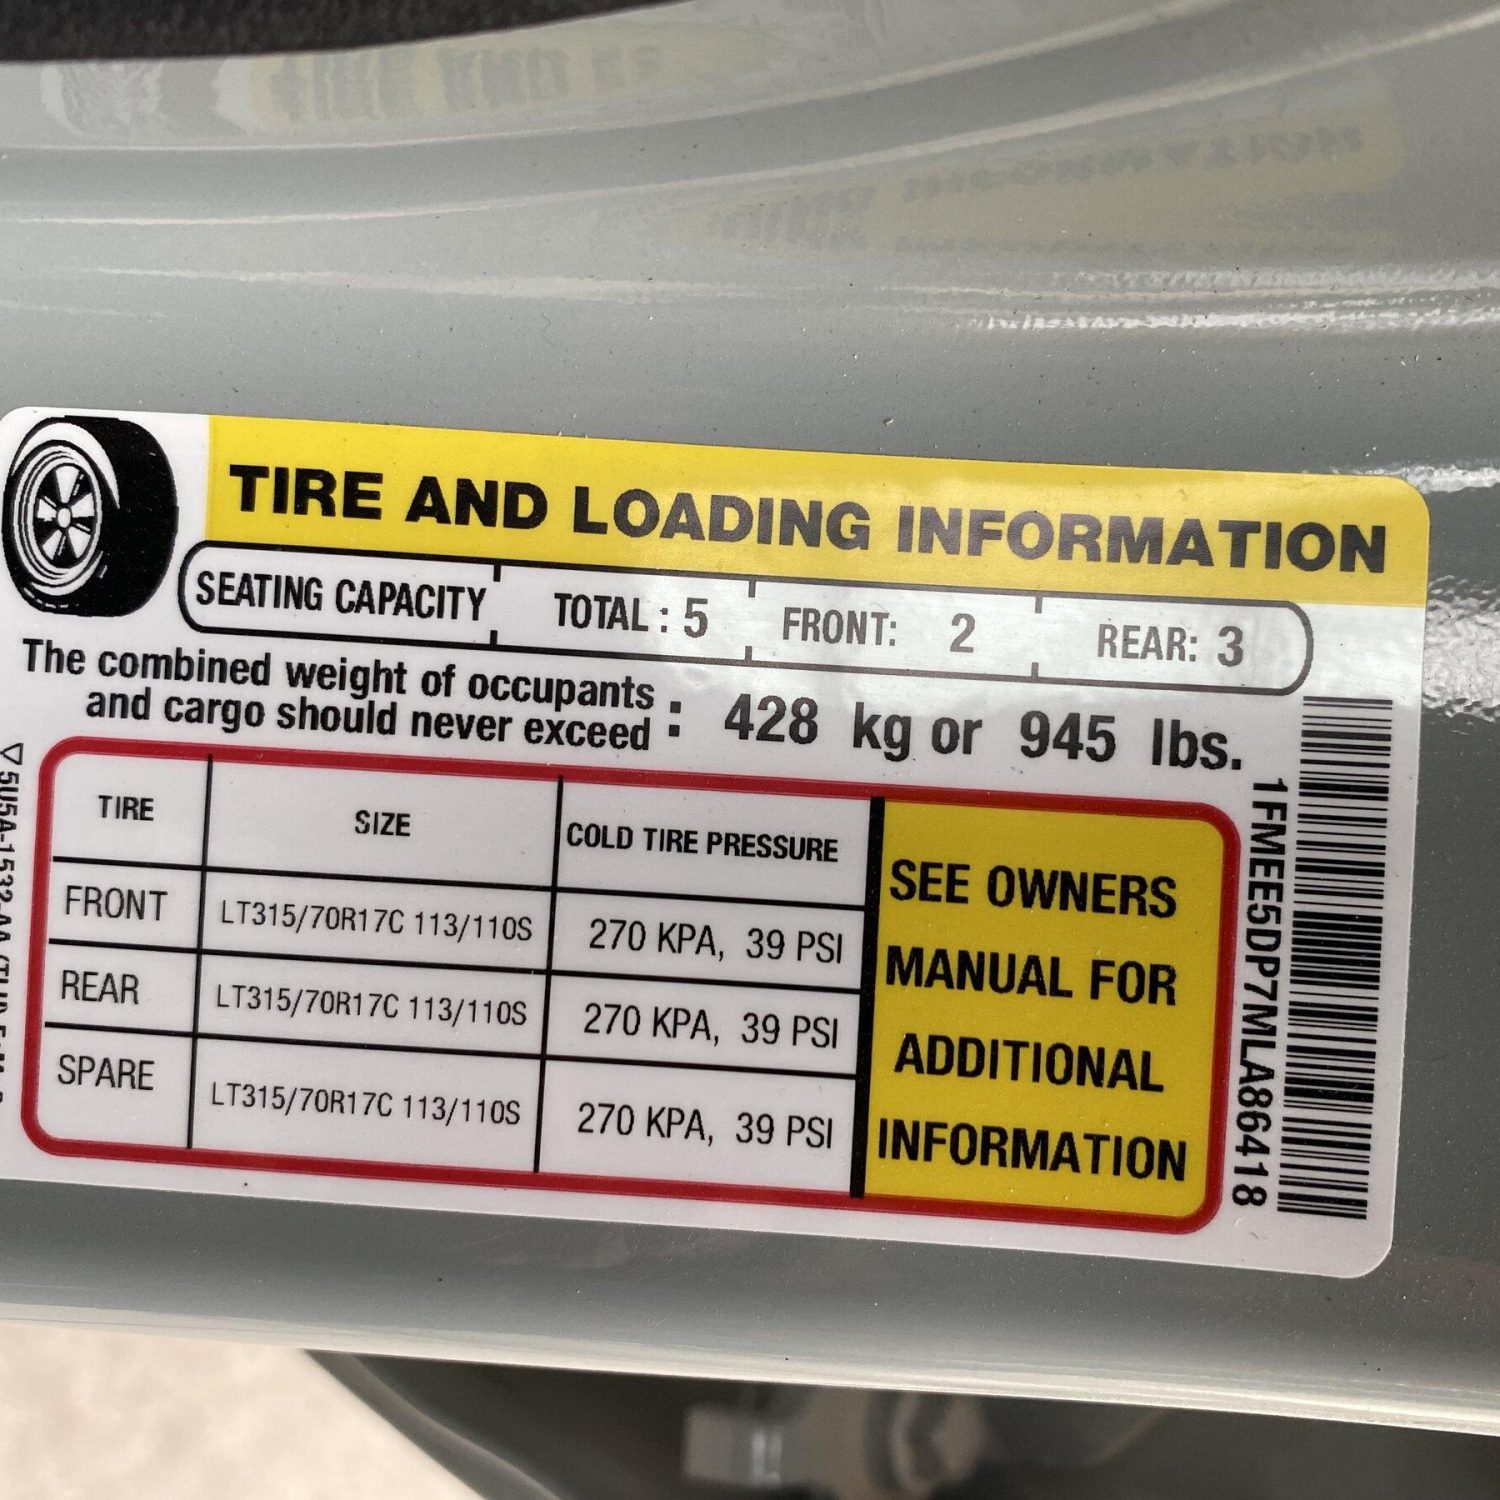 TIRE AND LOADING INFORMATION
SEATING CAPACITY TOTAL : 5 FRONT: 2 REAR: 3
The combined weight of occupants
and cargo should never exceed : 428 kg or 945 lbs.
TIRE SIZE COLD TIRE PRESSURE
FRONT LT315/70R17C 113/110S 270 KPA, 39 PSI
REAR LT315/70R17C 113/110S 270 KPA, 39 PSI
SPARE LT315/70R17C 113/110S 270 KPA, 39 PSI
SEE OWNERS
MANUAL FOR
ADDITIONAL
INFORMATION
1FMEE5DP7MLA86418
5U5A-1532-AA